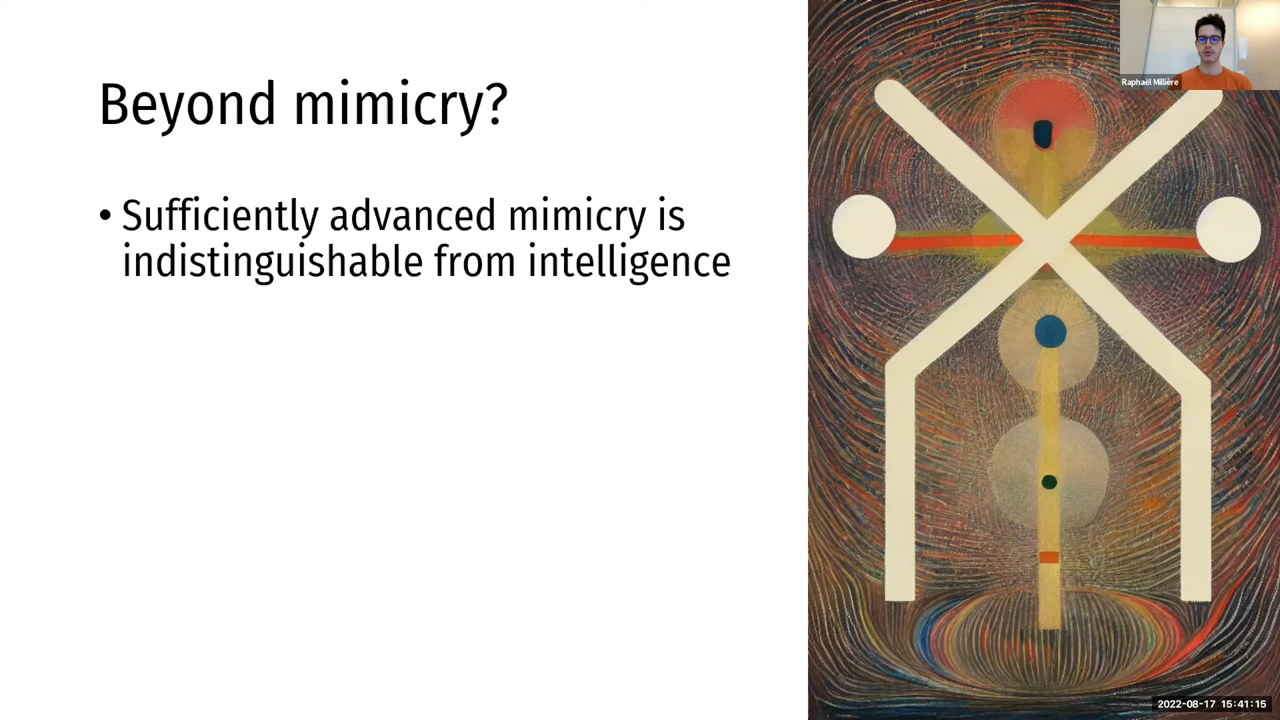 Beyond mimicry?
• Sufficiently advanced mimicry is
indistinguishable from intelligence
Raphaël Millière
2022-08-17 15:41:15